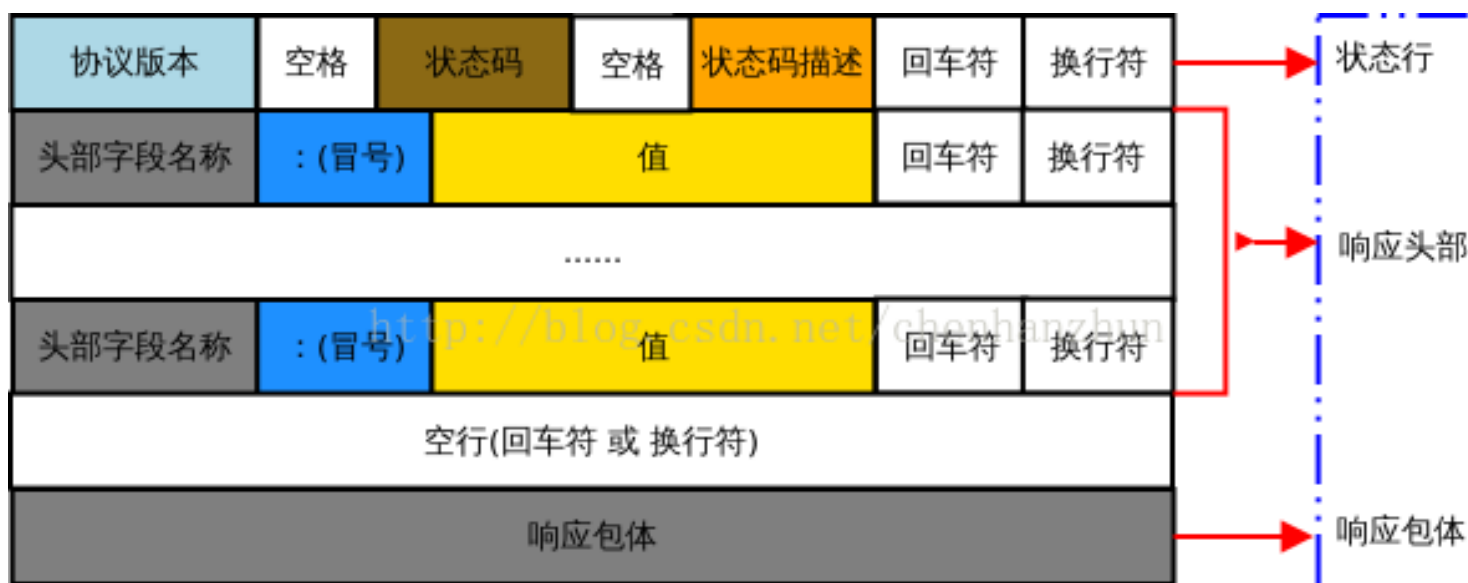 协议版本 空格 状态码 空格 状态码描述 回车符 换行符 状态行
头部字段名称 : (冒号) 值 回车符 换行符
...... 响应头部
头部字段名称 : (冒号) 值 回车符 换行符
http://blog.csdn.net/chenhanzhun
空行(回车符 或 换行符)
响应包体 响应包体